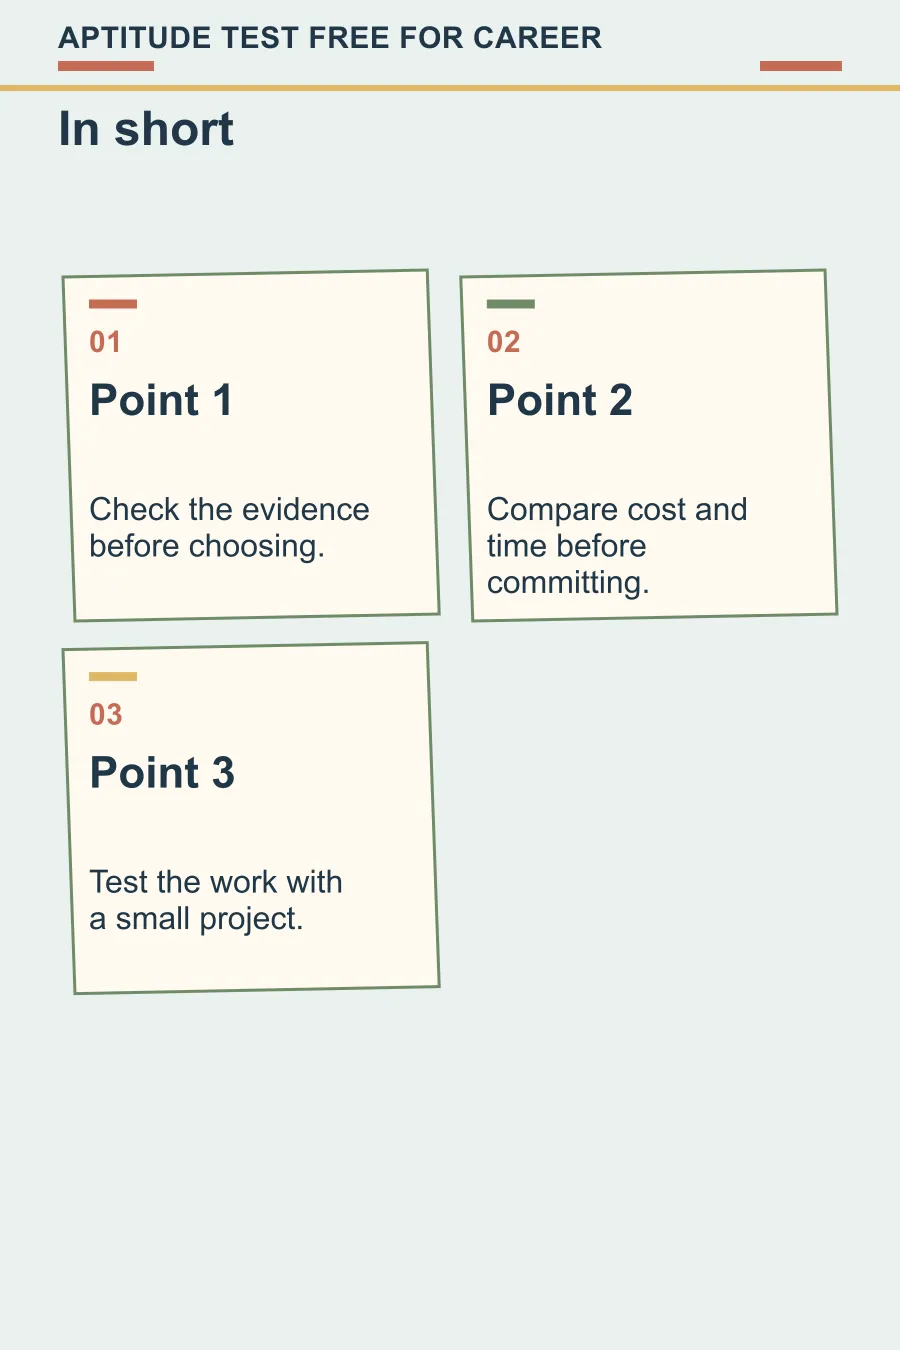 APTITUDE TEST FREE FOR CAREER
In short
01
Point 1
Check the evidence
before choosing.
02
Point 2
Compare cost and
time before
committing.
03
Point 3
Test the work with
a small project.